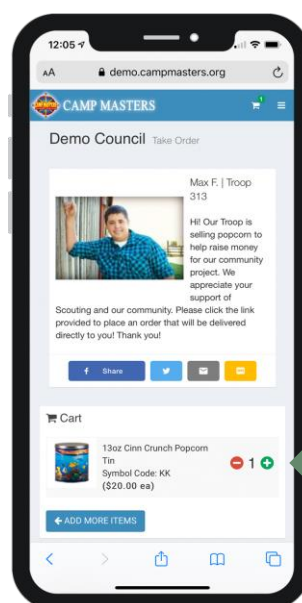 12:05
AA demo.campmasters.org
CAMP MASTERS
Demo Council Take Order
Max F. | Troop
313
Hi! Our Troop is
selling popcorn to
help raise money
for our community
project. We
appreciate your
support of
Scouting and our community. Please click the link
provided to place an order that will be delivered
directly to you! Thank you!
f Share
Cart
13oz Cinn Crunch Popcorn
Tin
Symbol Code: KK
($20.00 ea)
1
ADD MORE ITEMS